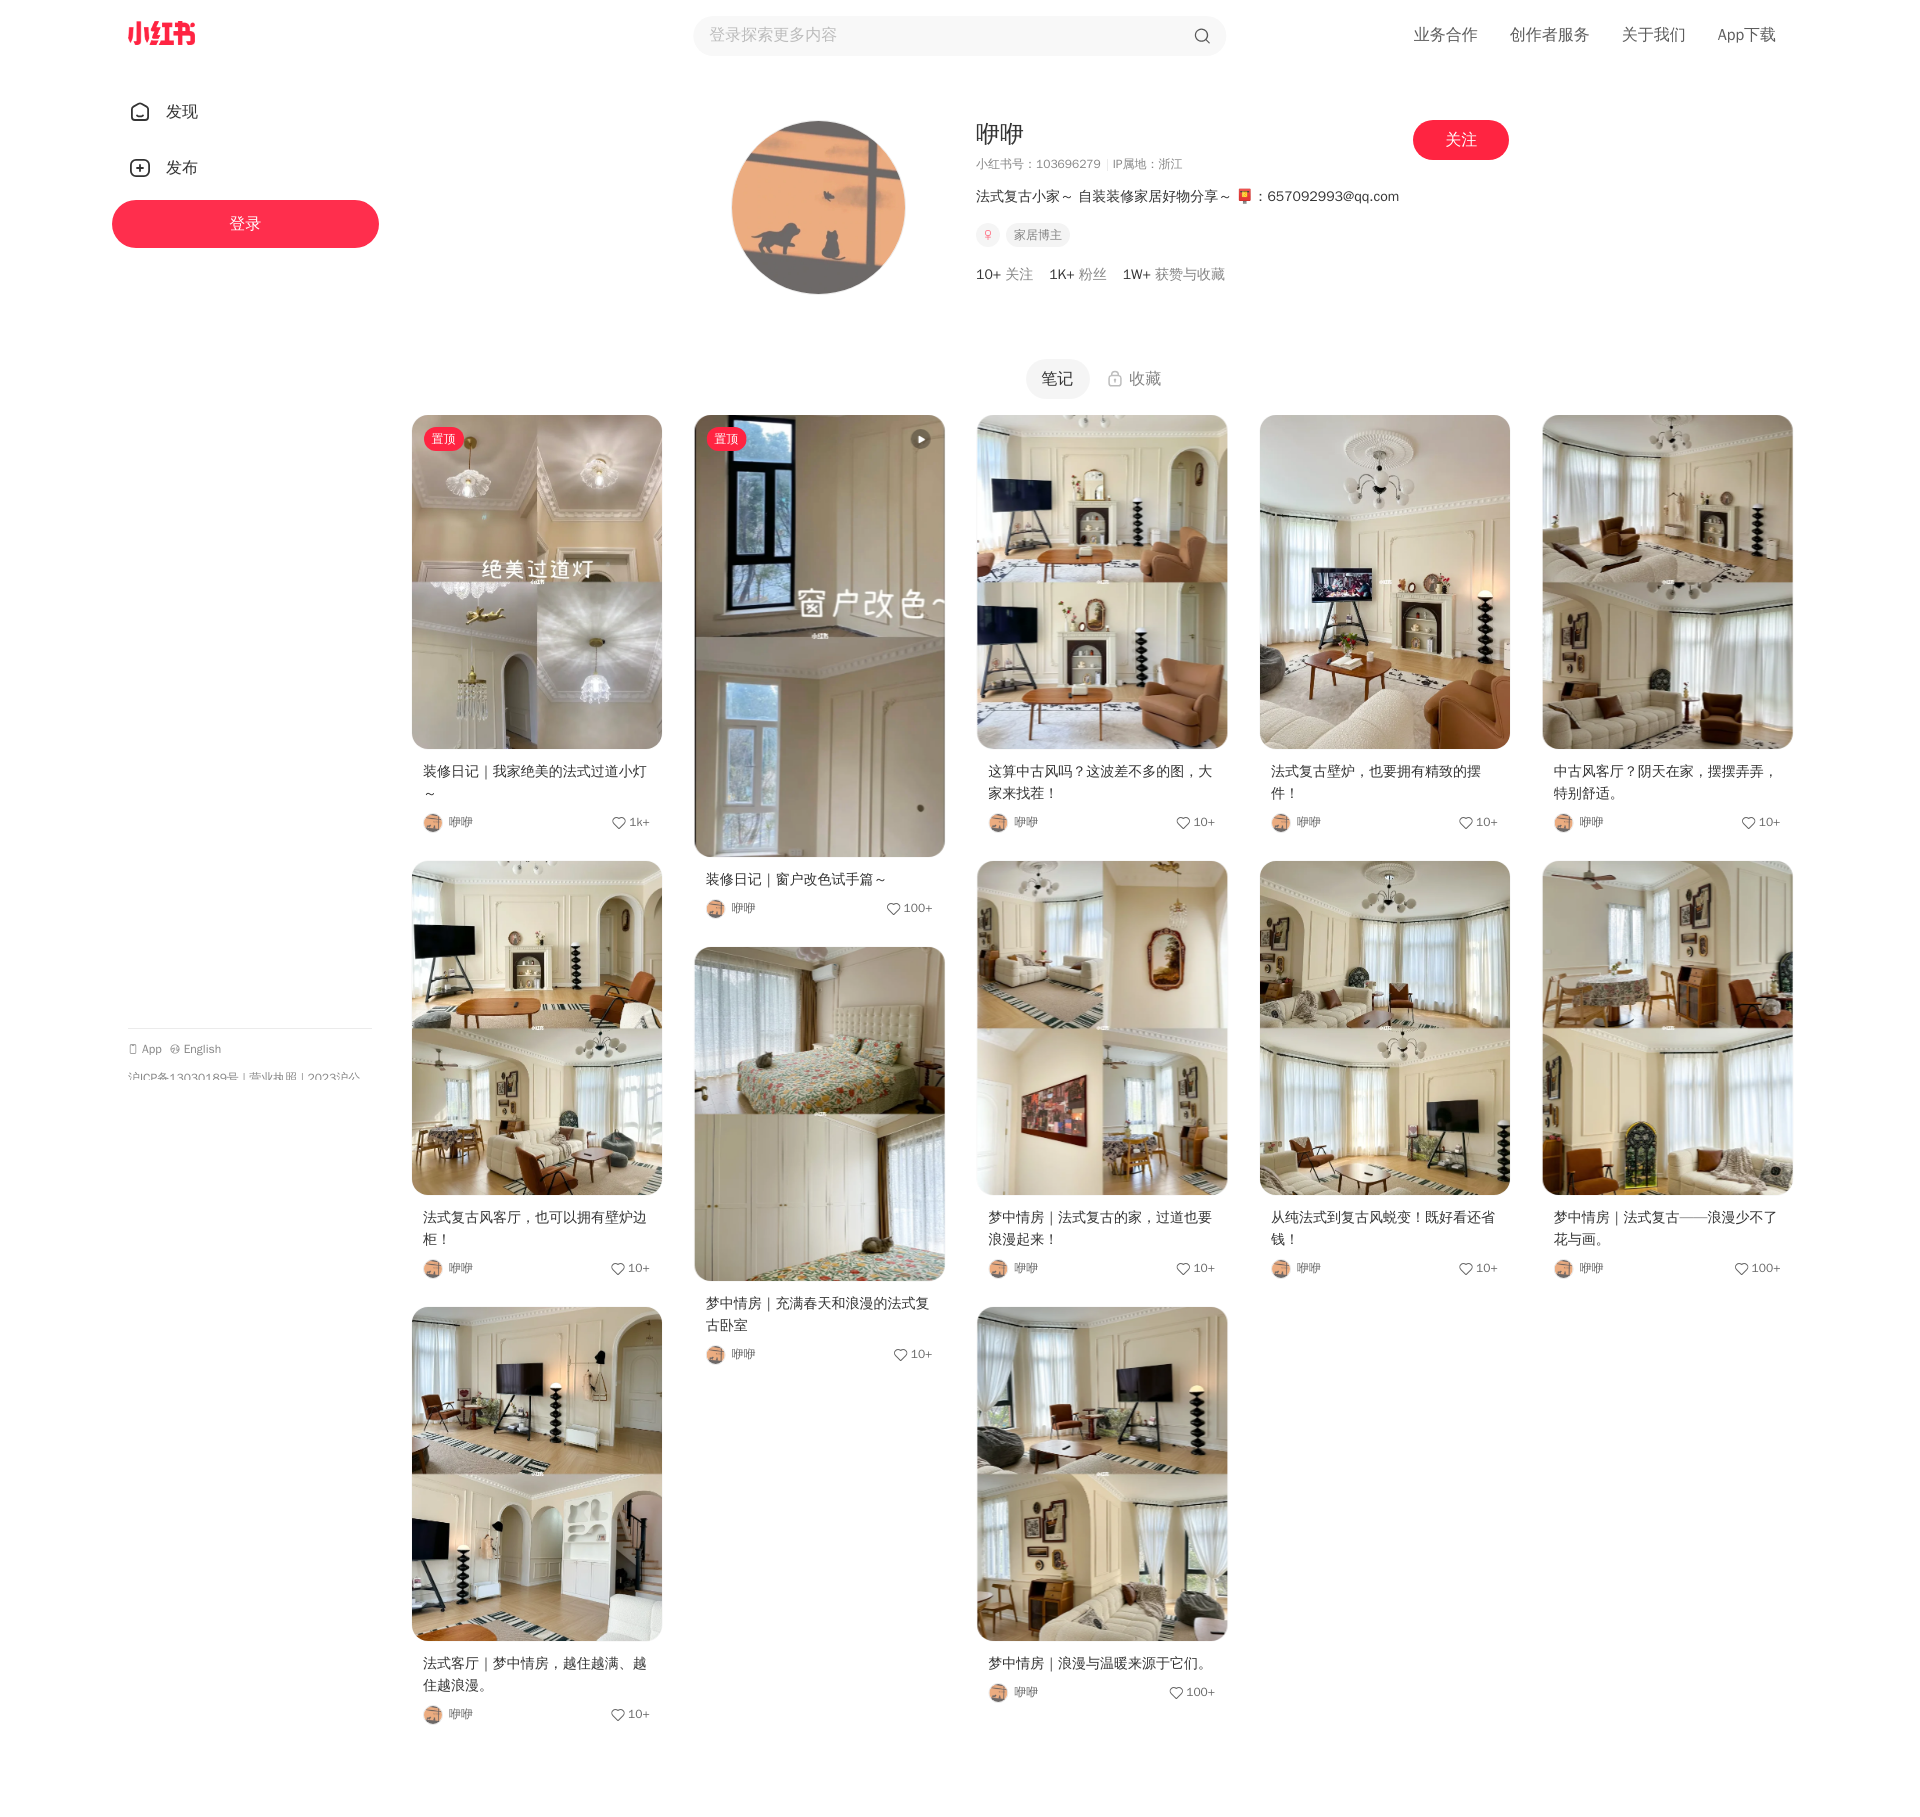 小红书
登录探索更多内容
业务合作
创作者服务
关于我们
App下载
发现
发布
登录
咿咿
关注
小红书号：103696279
IP属地：浙江
法式复古小家～ 自装装修家居好物分享～ 📮：657092993@qq.com
家居博主
10+ 关注 1K+ 粉丝 1W+ 获赞与收藏
笔记
收藏
置顶
绝美过道灯
装修日记｜我家绝美的法式过道小灯
～
咿咿
1k+
置顶
窗户改色~
小红书
装修日记｜窗户改色试手篇～
咿咿
100+
这算中古风吗？这波差不多的图，大
家来找茬！
咿咿
10+
法式复古壁炉，也要拥有精致的摆
件！
咿咿
10+
中古风客厅？阴天在家，摆摆弄弄，
特别舒适。
咿咿
10+
法式复古风客厅，也可以拥有壁炉边
柜！
咿咿
10+
梦中情房｜充满春天和浪漫的法式复
古卧室
咿咿
10+
梦中情房｜法式复古的家，过道也要
浪漫起来！
咿咿
10+
从纯法式到复古风蜕变！既好看还省
钱！
咿咿
10+
梦中情房｜法式复古——浪漫少不了
花与画。
咿咿
100+
法式客厅｜梦中情房，越住越满、越
住越浪漫。
咿咿
10+
梦中情房｜浪漫与温暖来源于它们。
咿咿
100+
App
English
沪ICP备13030189号 | 营业执照 | 2023沪公